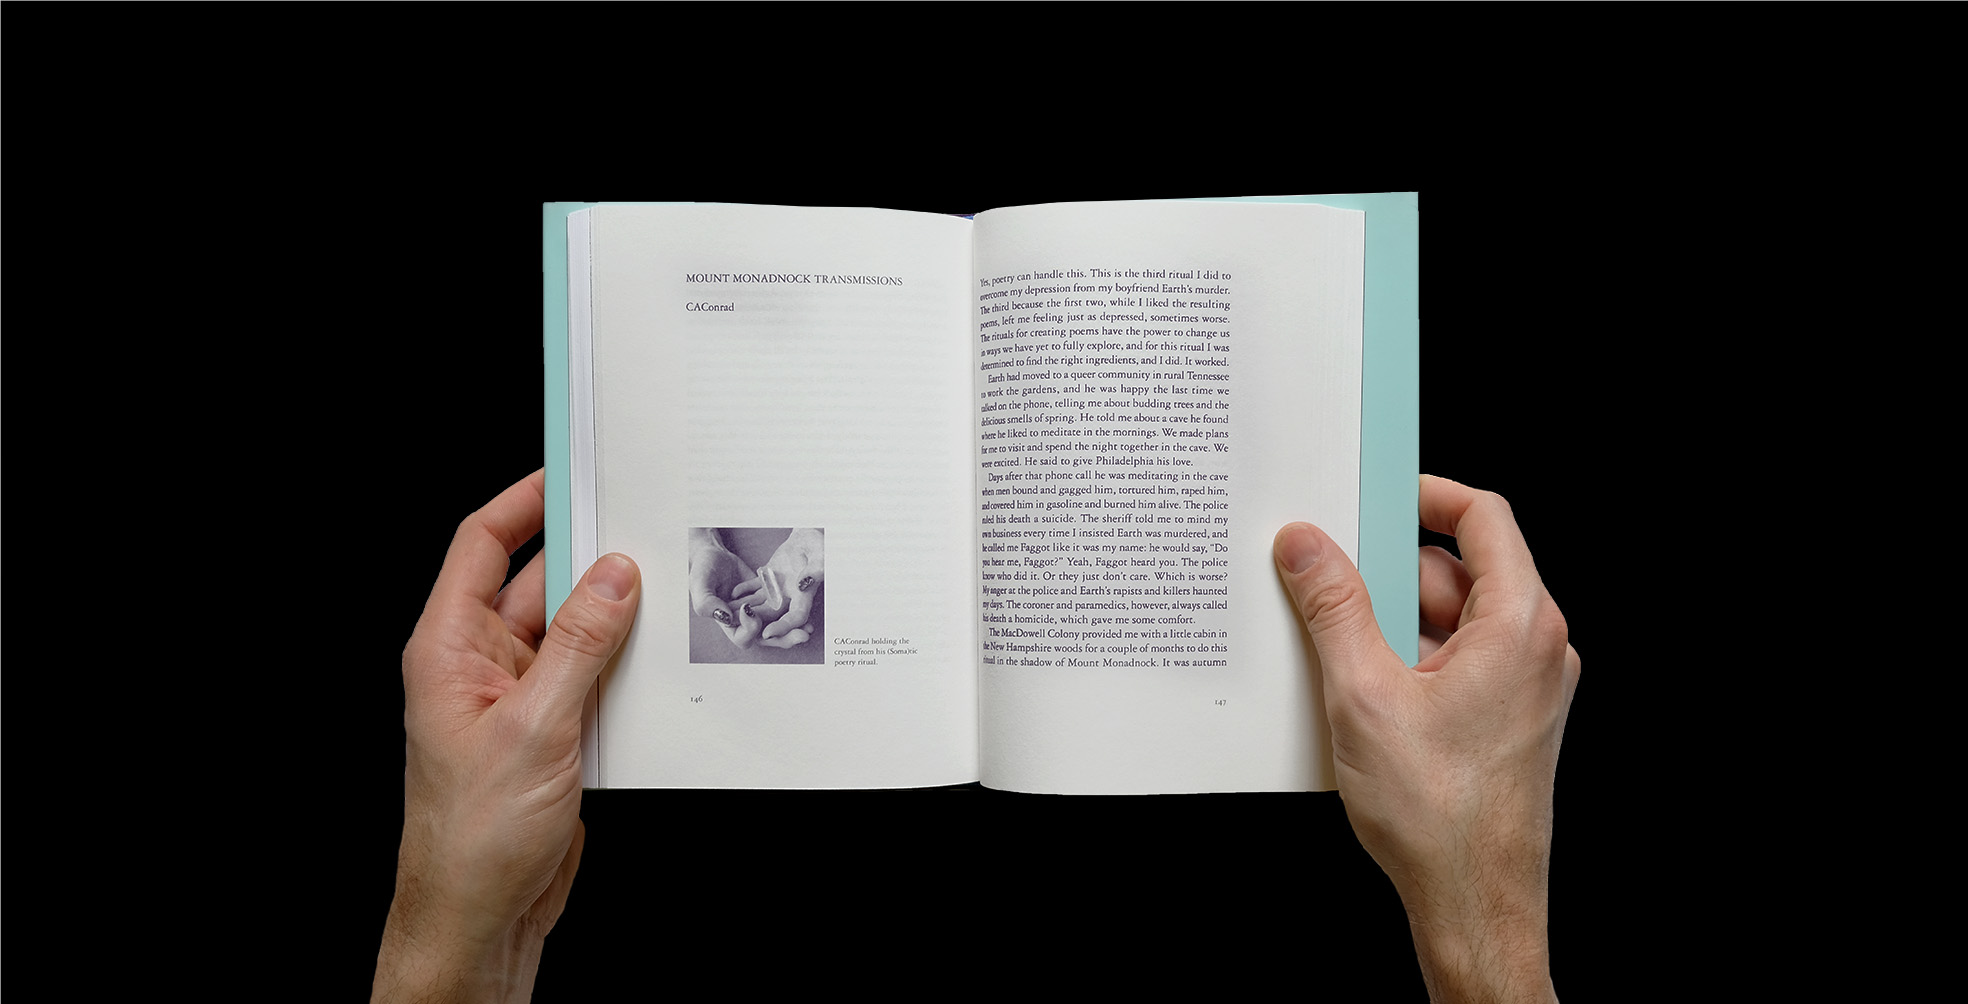 MOUNT MONADNOCK TRANSMISSIONS
CAConrad
CAConrad holding the
crystal from his (Soma)tic
poetry ritual.
146
Yes, poetry can handle this. This is the third ritual I did to
overcome my depression from my boyfriend Earth's murder.
The third because the first two, while I liked the resulting
poems, left me feeling just as depressed, sometimes worse.
The rituals for creating poems have the power to change us
in ways we have yet to fully explore, and for this ritual I was
determined to find the right ingredients, and I did. It worked.
Earth had moved to a queer community in rural Tennessee
to work the gardens, and he was happy the last time we
talked on the phone, telling me about budding trees and the
delicious smells of spring. He told me about a cave he found
where he liked to meditate in the mornings. We made plans
for me to visit and spend the night together in the cave. We
were excited. He said to give Philadelphia his love.
Days after that phone call he was meditating in the cave
when men bound and gagged him, tortured him, raped him,
and covered him in gasoline and burned him alive. The police
ruled his death a suicide. The sheriff told me to mind my
own business every time I insisted Earth was murdered, and
he called me Faggot like it was my name: he would say, “Do
you hear me, Faggot?” Yeah, Faggot heard you. The police
know who did it. Or they just don't care. Which is worse?
My anger at the police and Earth's rapists and killers haunted
my days. The coroner and paramedics, however, always called
his death a homicide, which gave me some comfort.
The MacDowell Colony provided me with a little cabin in
the New Hampshire woods for a couple of months to do this
ritual in the shadow of Mount Monadnock. It was autumn
147